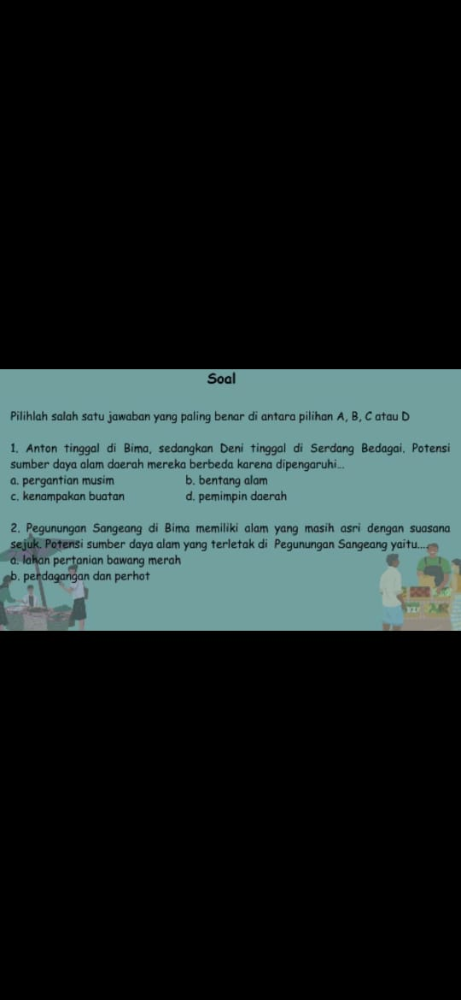 Soal
Pilihlah salah satu jawaban yang paling benar di antara pilihan A, B, C atau D
1. Anton tinggal di Bima, sedangkan Deni tinggal di Serdang Bedagai. Potensi
sumber daya alam daerah mereka berbeda karena dipengaruhi...
a. pergantian musim b. bentang alam
c. kenampakan buatan d. pemimpin daerah
2. Pegunungan Sangeang di Bima memiliki alam yang masih asri dengan suasana
sejuk. Potensi sumber daya alam yang terletak di Pegunungan Sangeang yaitu....
a. lahan pertanian bawang merah
b. perdagangan dan perhot